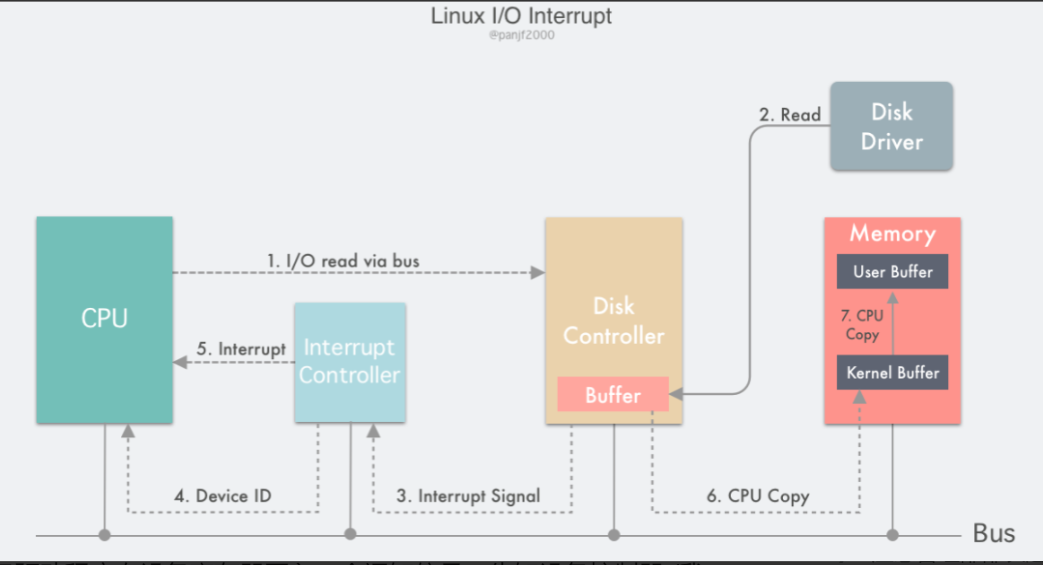 Linux I/O Interrupt
@panjf2000
2. Read
Disk
Driver
1. I/O read via bus
CPU
5. Interrupt
Interrupt
Controller
Disk
Controller
Buffer
Memory
User Buffer
7. CPU
Copy
Kernel Buffer
4. Device ID
3. Interrupt Signal
6. CPU Copy
Bus